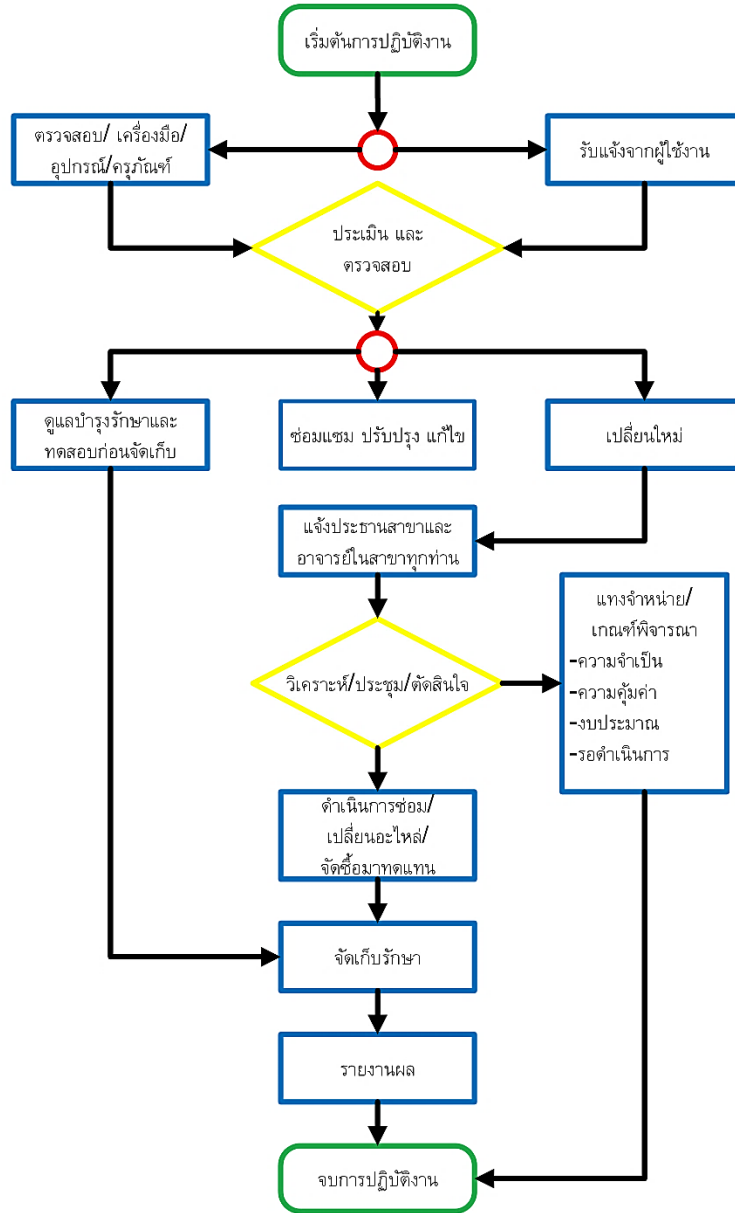 เริ่มต้นการปฏิบัติงาน
ตรวจสอบ/ เครื่องมือ/
อุปกรณ์/ครุภัณฑ์
รับแจ้งจากผู้ใช้งาน
ประเมิน และ
ตรวจสอบ
ดูแลบำรุงรักษาและ
ทดสอบก่อนจัดเก็บ
ซ่อมแซม ปรับปรุง แก้ไข
เปลี่ยนใหม่
แจ้งประธานสาขาและ
อาจารย์ในสาขาทุกท่าน
แทงจำหน่าย/
เกณฑ์พิจารณา
-ความจำเป็น
-ความคุ้มค่า
-งบประมาณ
-รอดำเนินการ
วิเคราะห์/ประชุม/ตัดสินใจ
ดำเนินการซ่อม/
เปลี่ยนอะไหล่/
จัดซื้อมาทดแทน
จัดเก็บรักษา
รายงานผล
จบการปฏิบัติงาน